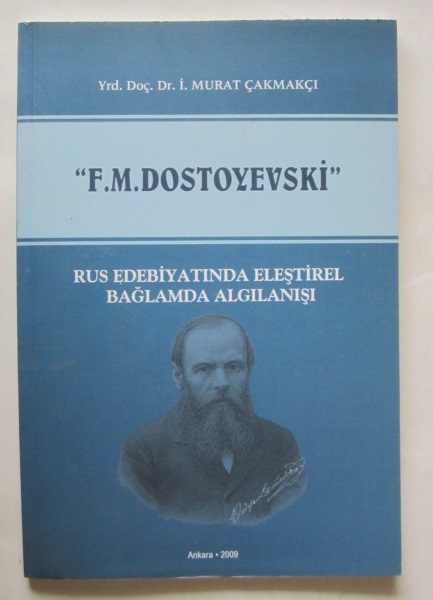 Yrd. Doç. Dr. İ. MURAT ÇAKMAKÇI
“F.M.DOSTOYEVSKİ”
RUS EDEBİYATINDA ELEŞTİREL
BAĞLAMDA ALGILANIŞI
Ankara • 2009